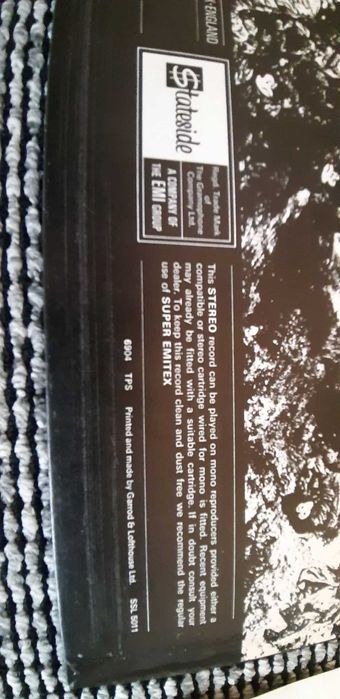 ·ENGLAND
$tateside
Regd. Trade Mark
of
The Gramophone
Company Ltd.
A COMPANY OF
THE EMI GROUP
This STEREO record can be played on mono reproducers provided either a
compatible or stereo cartridge wired for mono is fitted. Recent equipment
may already be fitted with a suitable cartridge. If in doubt consult your
dealer. To keep this record clean and dust free we recommend the regular
use of SUPER EMITEX
6904 TPS Printed and made by Garrod & Lofthouse Ltd. SSL 5011